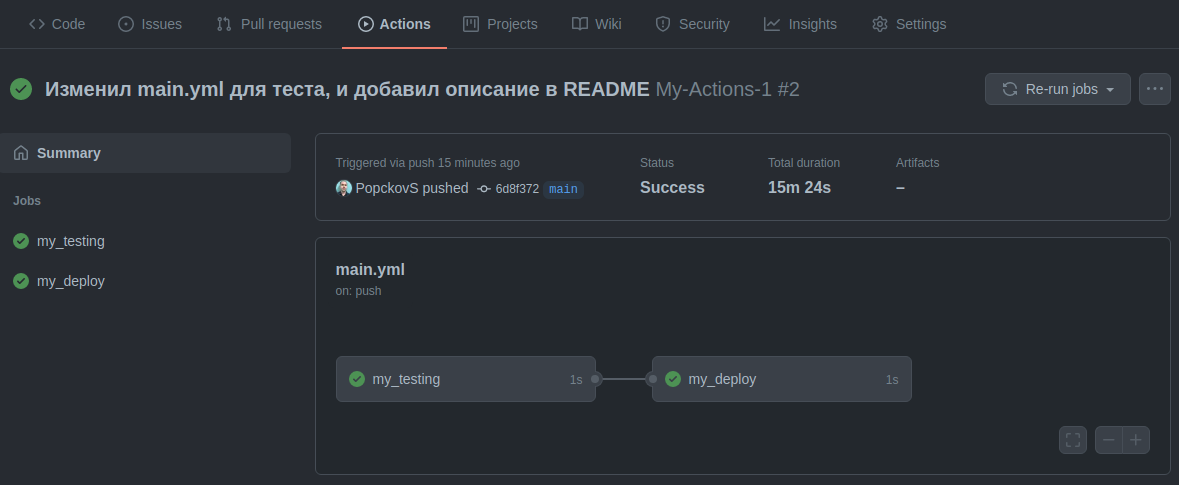 Code Issues Pull requests Actions Projects Wiki Security Insights Settings
Изменил main.yml для теста, и добавил описание в README My-Actions-1 #2
Re-run jobs
Summary
Jobs
my_testing
my_deploy
Triggered via push 15 minutes ago
PopckovS pushed 6d8f372 main
Status
Success
Total duration
15m 24s
Artifacts
–
main.yml
on: push
my_testing 1s
my_deploy 1s